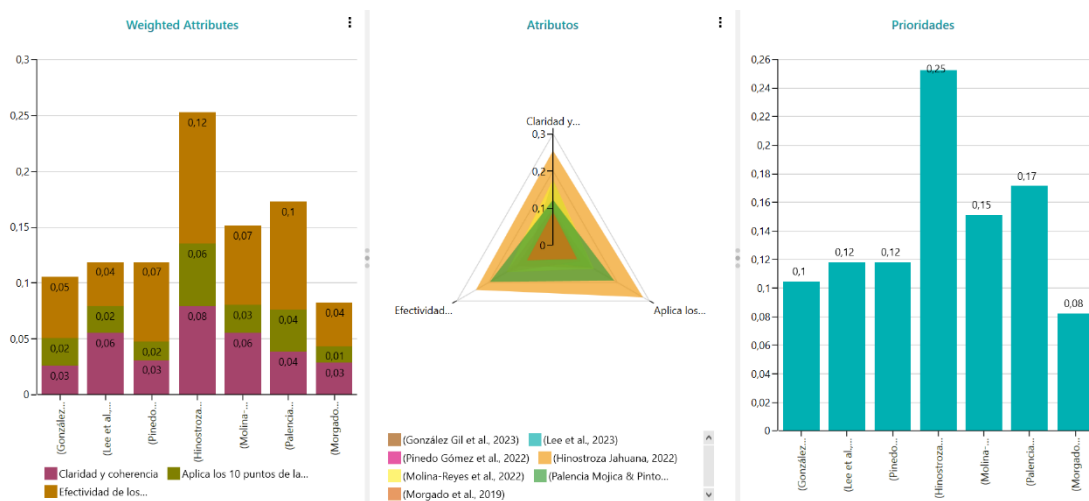 Weighted Attributes
0,3
0,25
0,2
0,15
0,1
0,05
0
0,05
0,02
0,03
0,04
0,02
0,06
0,07
0,02
0,03
0,12
0,06
0,08
0,07
0,03
0,06
0,1
0,04
0,04
0,04
0,01
0,03
(González...
(Lee et al.,...
(Pinedo...
(Hinostroza...
(Molina-...
(Palencia...
(Morgado...
Claridad y coherencia
Aplica los 10 puntos de la...
Efectividad de los...
Atributos
Claridad y...
0,3
0,2
0,1
0
Efectividad...
Aplica los...
(González Gil et al., 2023)
(Lee et al., 2023)
(Pinedo Gómez et al., 2022)
(Hinostroza Jahuana, 2022)
(Molina-Reyes et al., 2022)
(Palencia Mojica & Pinto...
(Morgado et al., 2019)
Prioridades
0,26
0,24
0,22
0,2
0,18
0,16
0,14
0,12
0,1
0,08
0,06
0,04
0,02
0
0,1
0,12
0,12
0,25
0,15
0,17
0,08
(González...
(Lee et al.,...
(Pinedo...
(Hinostroza...
(Molina-...
(Palencia...
(Morgado...